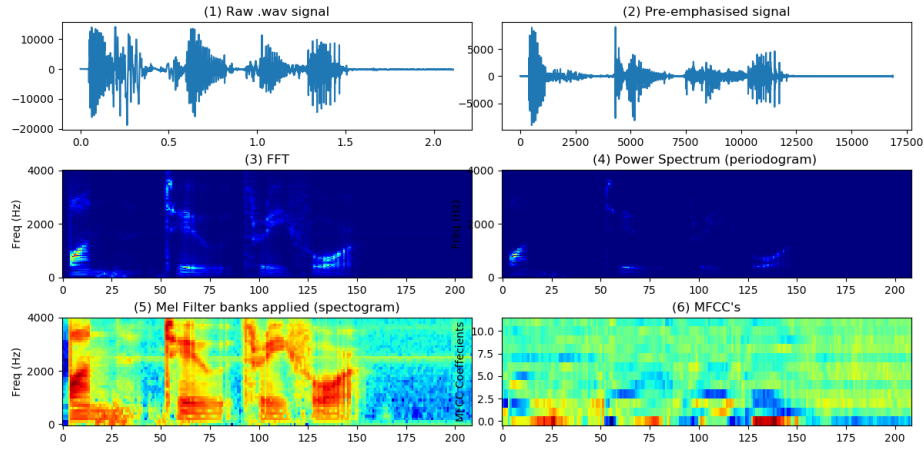 (1) Raw .wav signal
(2) Pre-emphasised signal
10000
0
−10000
−20000
5000
0
−5000
0.0 0.5 1.0 1.5 2.0
0 2500 5000 7500 10000 12500 15000 17500
(3) FFT
(4) Power Spectrum (periodogram)
Freq (Hz)
4000
2000
0
Freq (Hz)
4000
2000
0
0 25 50 75 100 125 150 175 200
0 25 50 75 100 125 150 175 200
(5) Mel Filter banks applied (spectogram)
(6) MFCC's
Freq (Hz)
4000
2000
0
MFCC Coeffecients
10.0
7.5
5.0
2.5
0.0
0 25 50 75 100 125 150 175 200
0 25 50 75 100 125 150 175 200